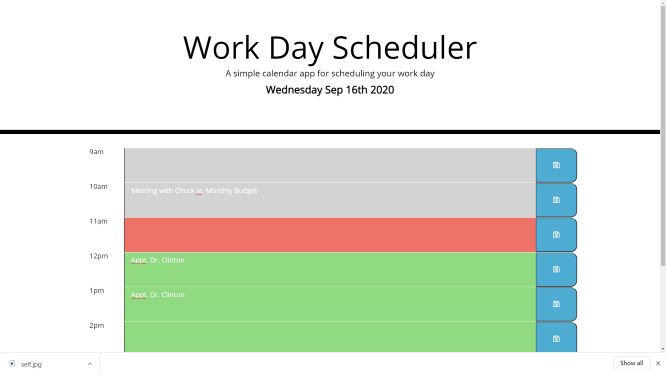 Work Day Scheduler
A simple calendar app for scheduling your work day
Wednesday Sep 16th 2020
9am
10am
Meeting with Chuck ie, Monthly Budget
11am
12pm
Appt. Dr. Clinton
1pm
Appt. Dr. Clinton
2pm
self.jpg
Show all